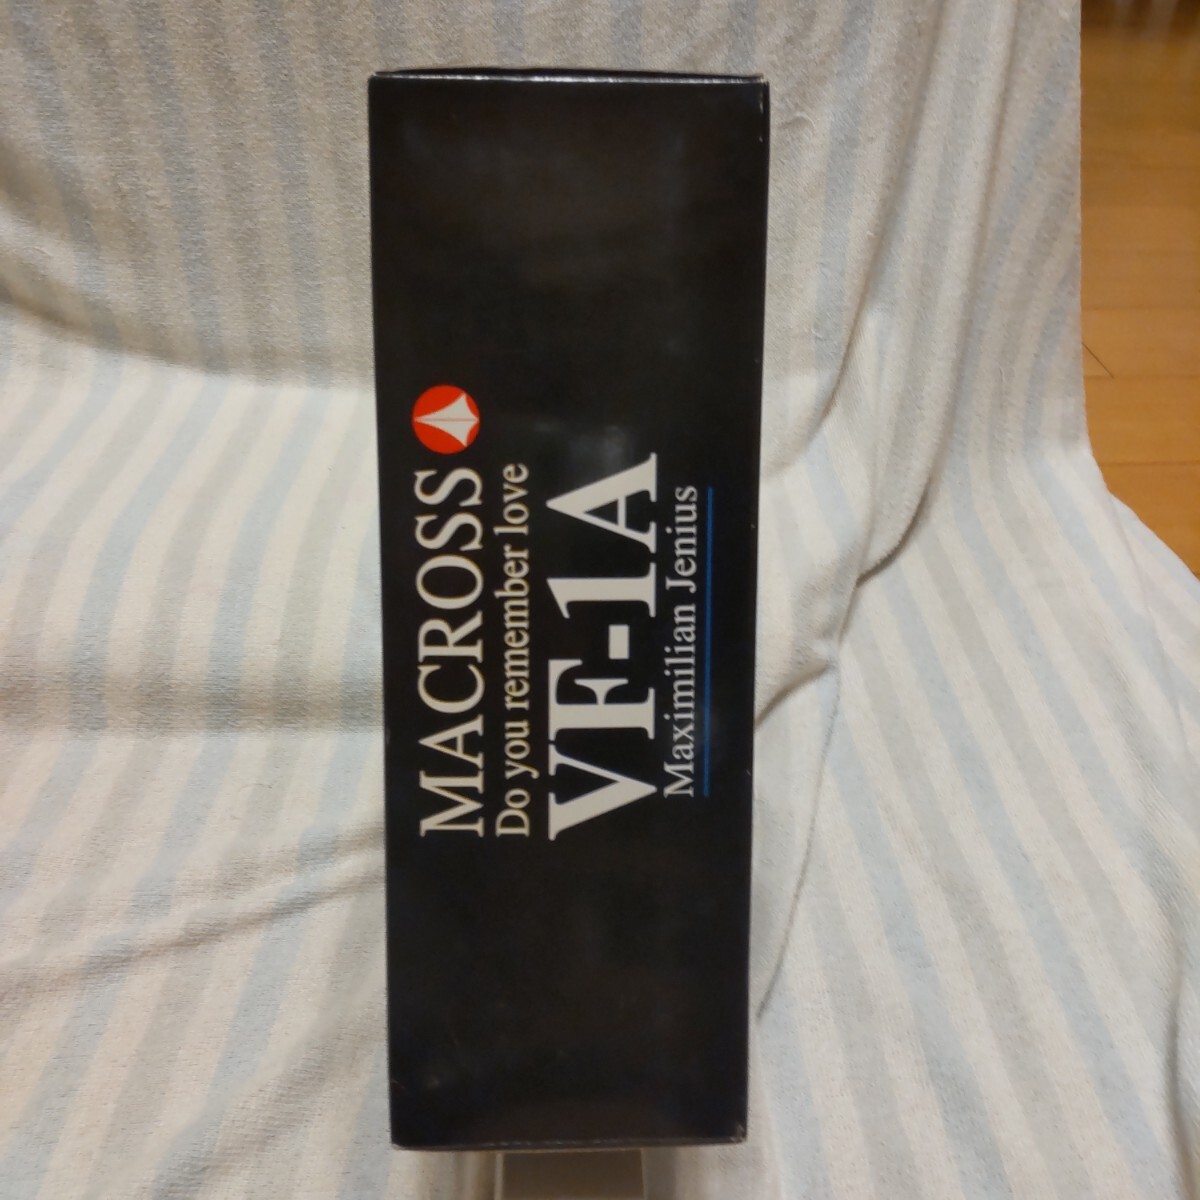 MACROSS
Do you remember love
VF-1A
Maximilian Jenius